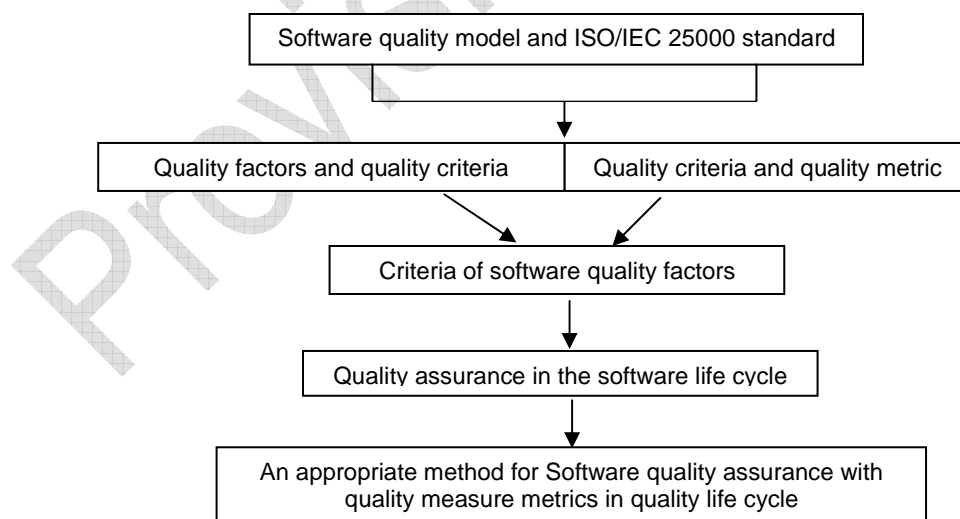 Software quality model and ISO/IEC 25000 standard
Quality factors and quality criteria
Quality criteria and quality metric
Criteria of software quality factors
Quality assurance in the software life cycle
An appropriate method for Software quality assurance with
quality measure metrics in quality life cycle
Provis